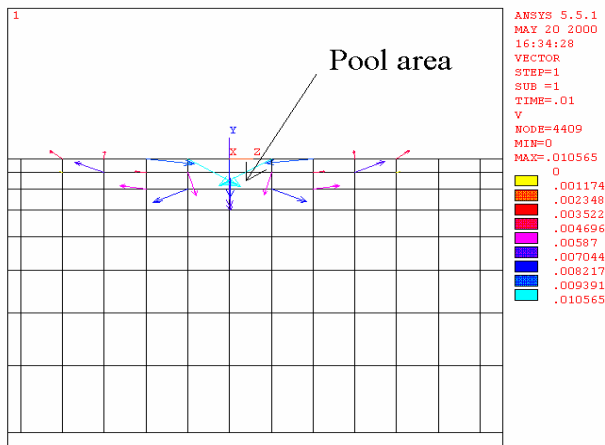 1
ANSYS 5.5.1
MAY 20 2000
16:34:28
VECTOR
STEP=1
SUB =1
TIME=.01
V
NODE=4409
MIN=0
MAX=.010565
0
.001174
.002348
.003522
.004696
.00587
.007044
.008217
.009391
.010565
Pool area
Y
X
Z